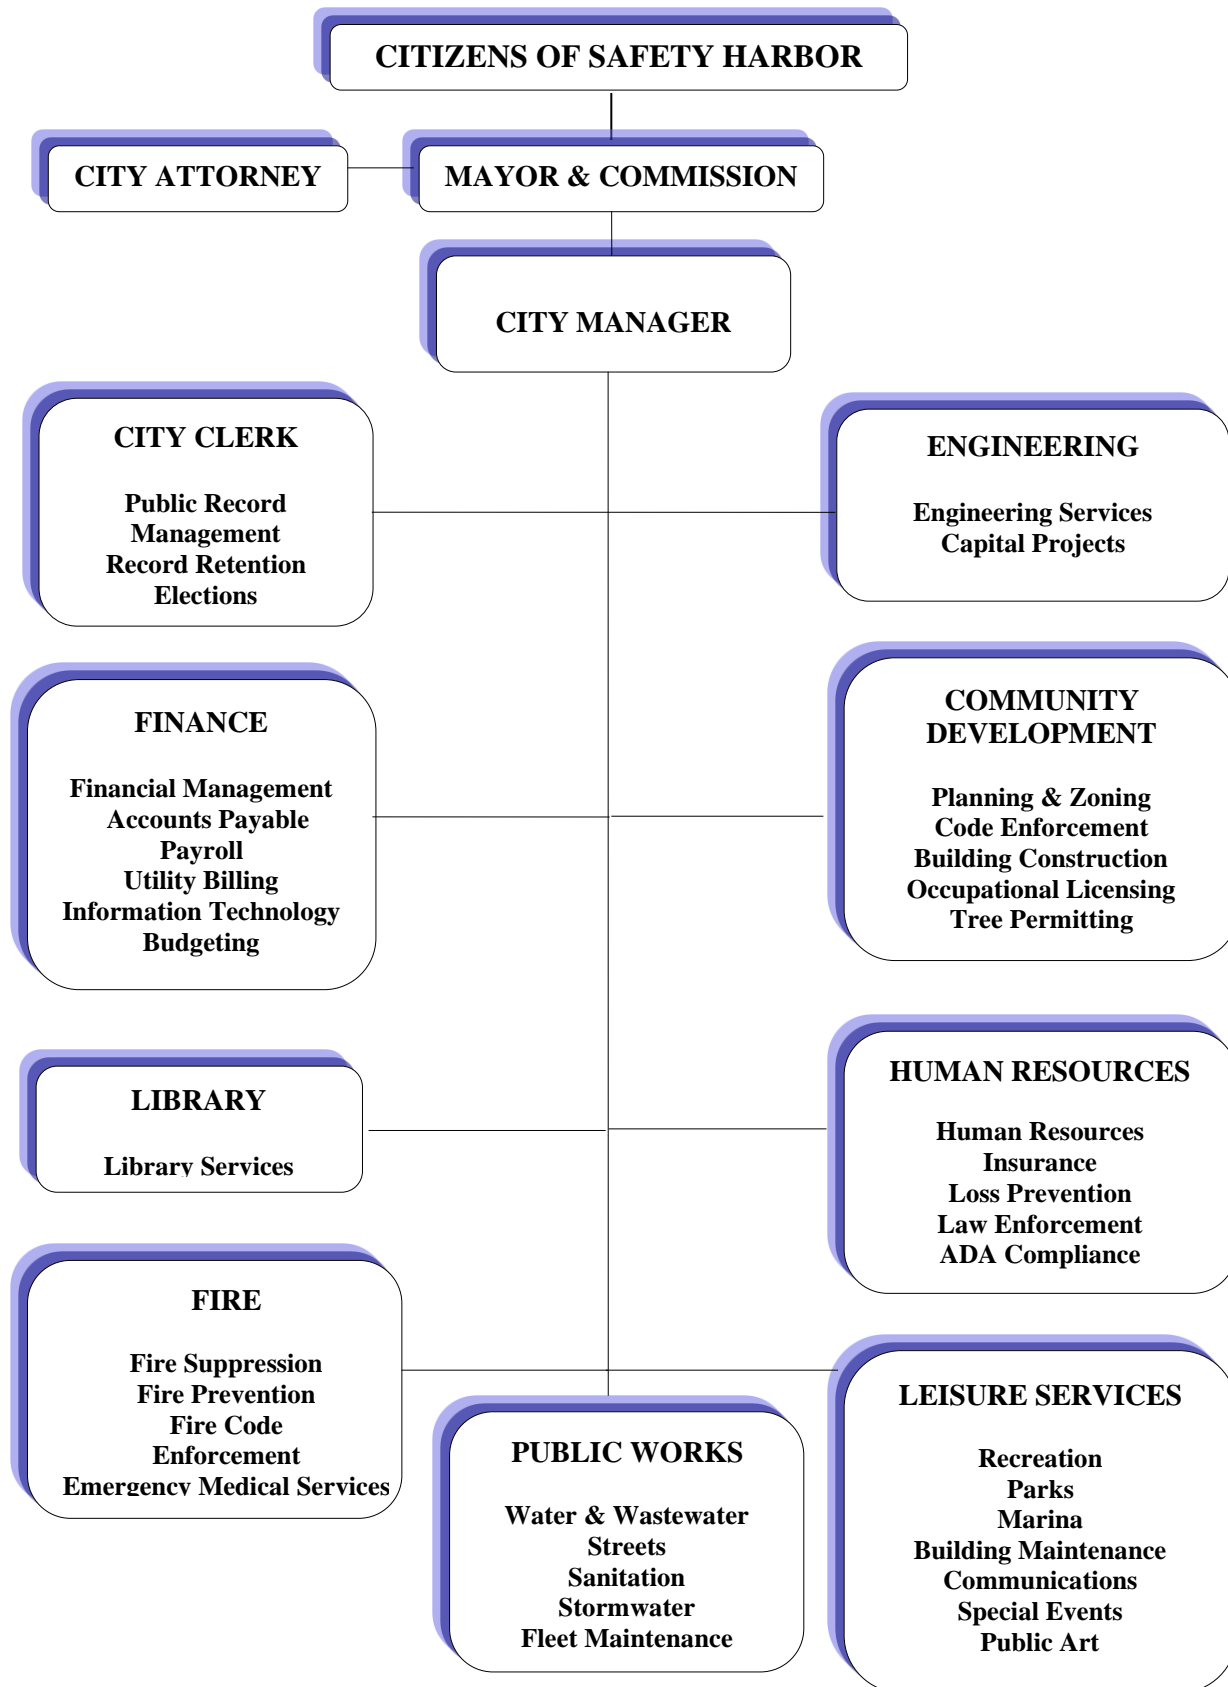 CITIZENS OF SAFETY HARBOR
CITY ATTORNEY
MAYOR & COMMISSION
CITY MANAGER
CITY CLERK
Public Record
Management
Record Retention
Elections
ENGINEERING
Engineering Services
Capital Projects
FINANCE
Financial Management
Accounts Payable
Payroll
Utility Billing
Information Technology
Budgeting
COMMUNITY
DEVELOPMENT
Planning & Zoning
Code Enforcement
Building Construction
Occupational Licensing
Tree Permitting
LIBRARY
Library Services
HUMAN RESOURCES
Human Resources
Insurance
Loss Prevention
Law Enforcement
ADA Compliance
FIRE
Fire Suppression
Fire Prevention
Fire Code
Enforcement
Emergency Medical Services
PUBLIC WORKS
Water & Wastewater
Streets
Sanitation
Stormwater
Fleet Maintenance
LEISURE SERVICES
Recreation
Parks
Marina
Building Maintenance
Communications
Special Events
Public Art